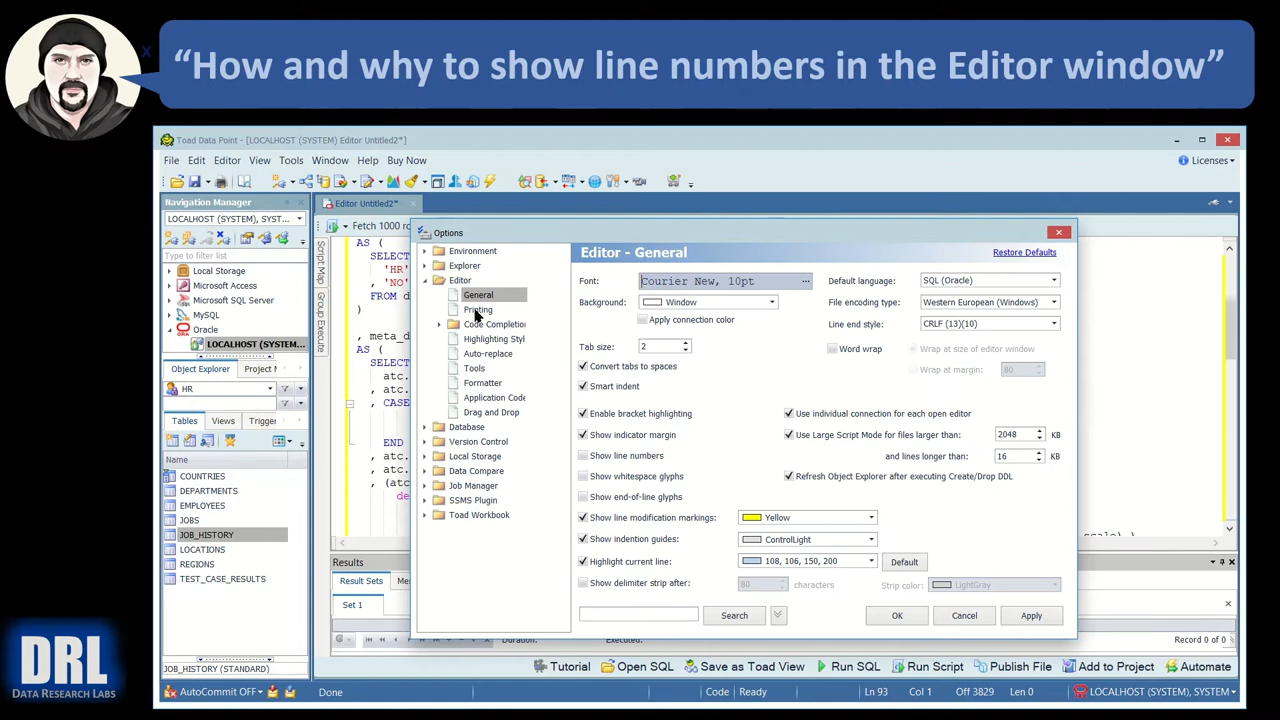 “How and why to show line numbers in the Editor window”
Toad Data Point - [LOCALHOST (SYSTEM) Editor Untitled2*]
File Edit Editor View Tools Window Help Buy Now
Licenses
Navigation Manager
LOCALHOST (SYSTEM), SYST...
Type to filter list
Local Storage
Microsoft Access
Microsoft SQL Server
MySQL
Oracle
LOCALHOST (SYSTEM), SYST...
Object Explorer
Project M
HR
Tables Views Trigger
Name
COUNTRIES
DEPARTMENTS
EMPLOYEES
JOBS
JOB_HISTORY
LOCATIONS
REGIONS
TEST_CASE_RESULTS
JOB_HISTORY (STANDARD)
Editor Untitled2*
Fetch 1000 ro
Script Map
Group Execute
AS (
SELECT
'HR'
, 'NO'
FROM d
)
, meta_d
AS (
SELECT
, atc.
, atc.
, CASE
END
, atc.
, atc.
, (atc
de
scale) )
Results
Result Sets
Me
Set 1
Duration:
Executed:
Record 0 of 0
Options
Environment
Explorer
Editor
General
Printing
Code Completion
Highlighting Styl
Auto-replace
Tools
Formatter
Application Code
Drag and Drop
Database
Version Control
Local Storage
Data Compare
Job Manager
SSMS Plugin
Toad Workbook
Editor - General
Restore Defaults
Font: Courier New, 10pt ...
Background: Window
Apply connection color
Tab size: 2
Convert tabs to spaces
Smart indent
Default language: SQL (Oracle)
File encoding type: Western European (Windows)
Line end style: CRLF (13)(10)
Word wrap
Wrap at size of editor window
Wrap at margin: 80
Enable bracket highlighting
Show indicator margin
Show line numbers
Show whitespace glyphs
Show end-of-line glyphs
Use individual connection for each open editor
Use Large Script Mode for files larger than: 2048 KB
and lines longer than: 16 KB
Refresh Object Explorer after executing Create/Drop DDL
Show line modification markings: Yellow
Show indention guides: ControlLight
Highlight current line: 108, 106, 150, 200 Default
Show delimiter strip after: 80 characters Strip color: LightGray
Search OK Cancel Apply
Tutorial Open SQL Save as Toad View Run SQL Run Script Publish File Add to Project Automate
AutoCommit OFF Done Code Ready Ln 93 Col 1 Off 3829 Len 0 LOCALHOST (SYSTEM), SYSTEM
DRL
DATA RESEARCH LABS